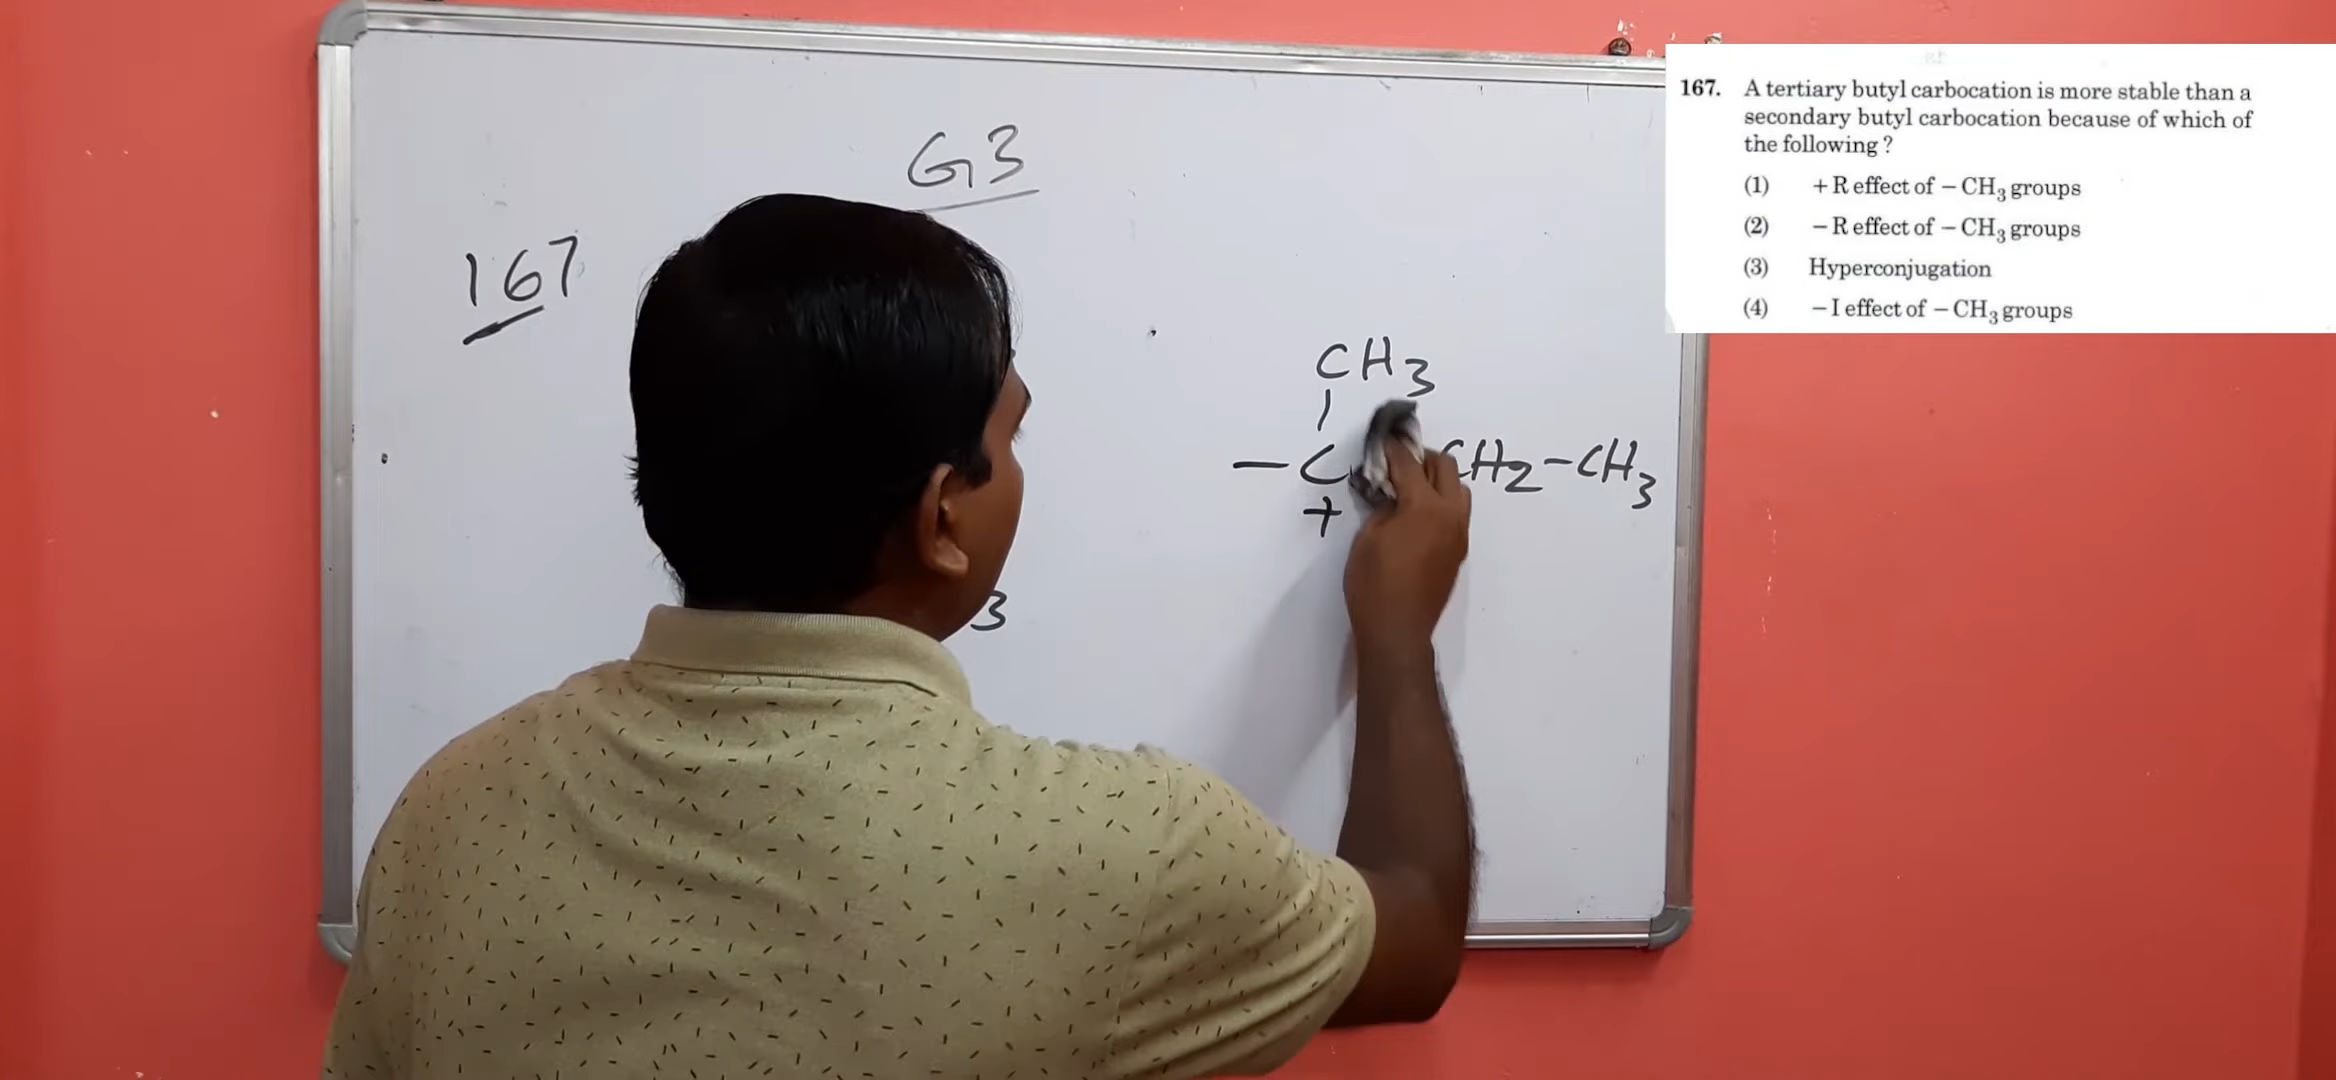 G3
167
CH3
–C CH2–CH3
+
3
167. A tertiary butyl carbocation is more stable than a
secondary butyl carbocation because of which of
the following ?
(1) + R effect of – CH3 groups
(2) – R effect of – CH3 groups
(3) Hyperconjugation
(4) – I effect of – CH3 groups